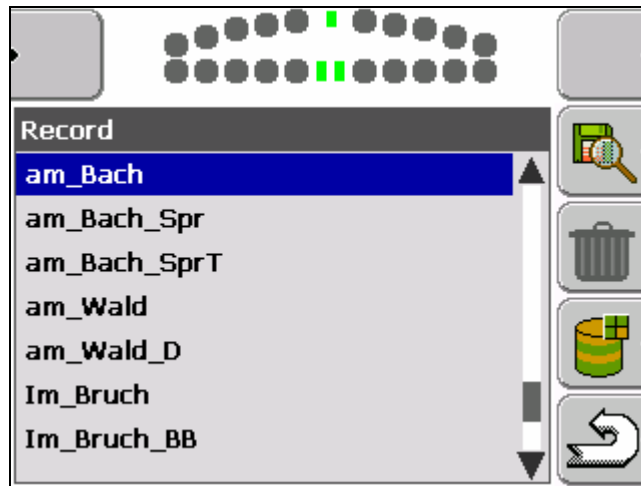 Record
am_Bach
am_Bach_Spr
am_Bach_SprT
am_Wald
am_Wald_D
Im_Bruch
Im_Bruch_BB